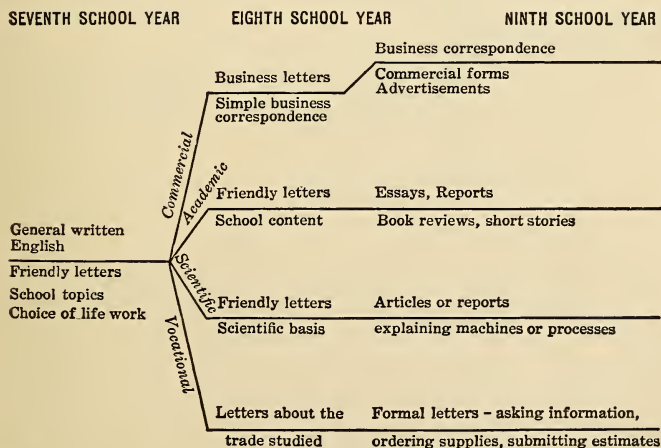 SEVENTH SCHOOL YEAR EIGHTH SCHOOL YEAR NINTH SCHOOL YEAR
Business correspondence
Business letters
Commercial forms
Advertisements
Simple business
correspondence
Commercial
Academic
Friendly letters Essays, Reports
School content Book reviews, short stories
General written
English
Friendly letters
School topics
Choice of life work
Scientific
Friendly letters Articles or reports
Scientific basis explaining machines or processes
Vocational
Letters about the Formal letters – asking information,
trade studied ordering supplies, submitting estimates